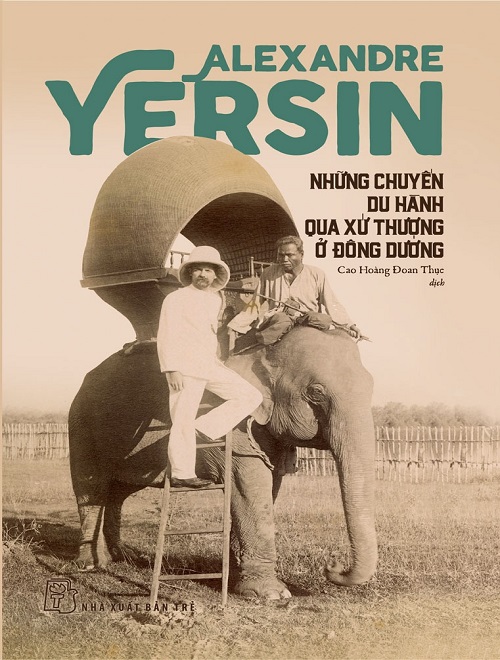 ALEXANDRE
YERSIN
NHỮNG CHUYẾN
DU HÀNH
QUA XỨ THƯỢNG
Ở ĐÔNG DƯƠNG
Cao Hoàng Đoan Thục
dịch
NHÀ XUẤT BẢN TRẺ